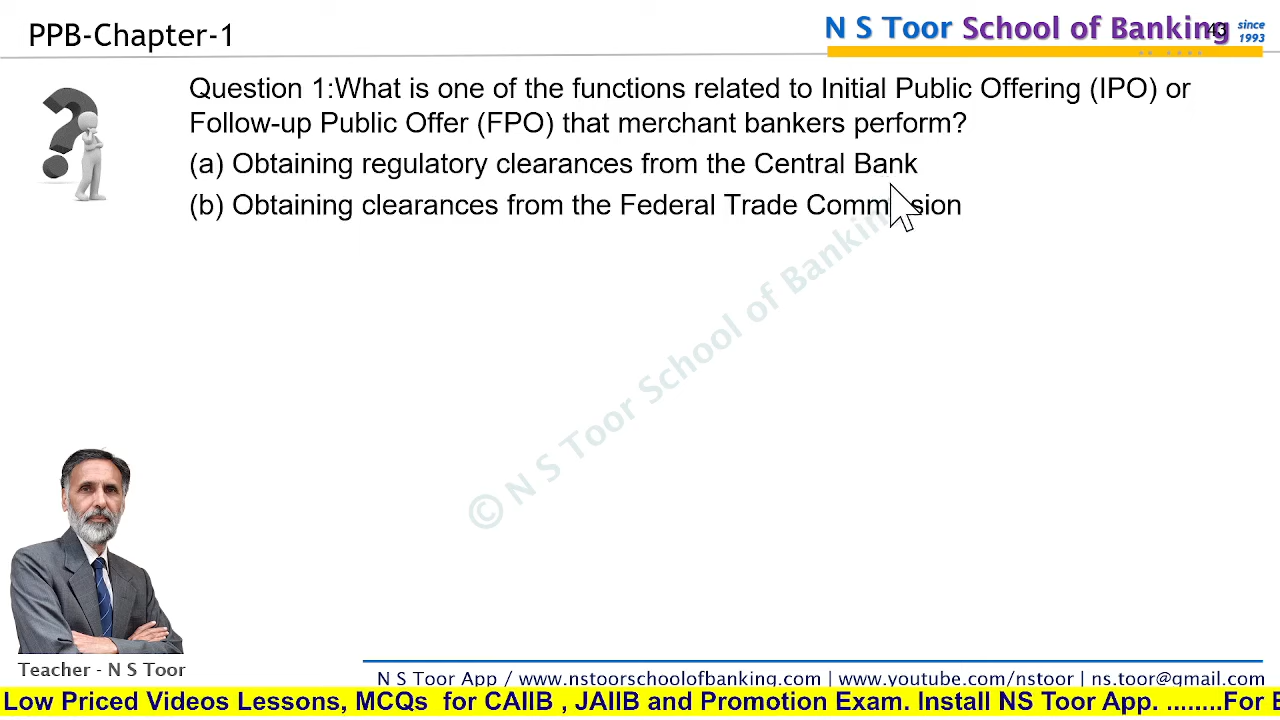 PPB-Chapter-1
N S Toor School of Banking
43
since
1993
Question 1:What is one of the functions related to Initial Public Offering (IPO) or
Follow-up Public Offer (FPO) that merchant bankers perform?
(a) Obtaining regulatory clearances from the Central Bank
(b) Obtaining clearances from the Federal Trade Commission
© N S Toor School of Banking
Teacher - N S Toor
N S Toor App / www.nstoorschoolofbanking.com | www.youtube.com/nstoor | ns.toor@gmail.com
Low Priced Videos Lessons, MCQs for CAIIB , JAIIB and Promotion Exam. Install NS Toor App. ........For